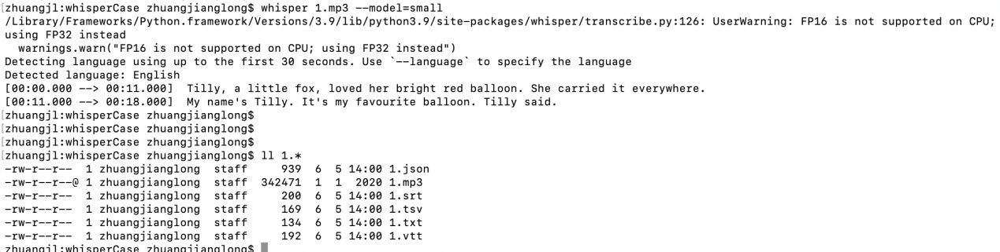 [zhuangjl:whisperCase zhuangjianglong$ whisper 1.mp3 --model=small
/Library/Frameworks/Python.framework/Versions/3.9/lib/python3.9/site-packages/whisper/transcribe.py:126: UserWarning: FP16 is not supported on CPU;
using FP32 instead
  warnings.warn("FP16 is not supported on CPU; using FP32 instead")
Detecting language using up to the first 30 seconds. Use `--language` to specify the language
Detected language: English
[00:00.000 --> 00:11.000]  Tilly, a little fox, loved her bright red balloon. She carried it everywhere.
[00:11.000 --> 00:18.000]  My name's Tilly. It's my favourite balloon. Tilly said.
[zhuangjl:whisperCase zhuangjianglong$
[zhuangjl:whisperCase zhuangjianglong$
[zhuangjl:whisperCase zhuangjianglong$
[zhuangjl:whisperCase zhuangjianglong$ ll 1.*
-rw-r--r--  1 zhuangjianglong  staff     939  6  5 14:00 1.json
-rw-r--r--@ 1 zhuangjianglong  staff  342471  1  1  2020 1.mp3
-rw-r--r--  1 zhuangjianglong  staff     200  6  5 14:00 1.srt
-rw-r--r--  1 zhuangjianglong  staff     169  6  5 14:00 1.tsv
-rw-r--r--  1 zhuangjianglong  staff     134  6  5 14:00 1.txt
-rw-r--r--  1 zhuangjianglong  staff     192  6  5 14:00 1.vtt
zhuangjl:whisperCase zhuangjianglong$